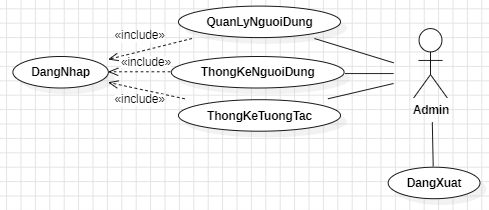 QuanLyNguoiDung
«include»
«include»
DangNhap
ThongKeNguoiDung
«include»
ThongKeTuongTac
Admin
DangXuat